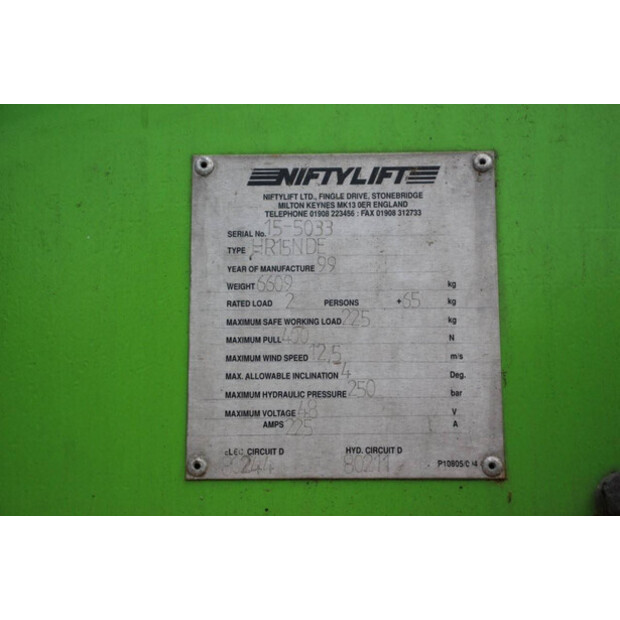 NIFTYLIFT
NIFTYLIFT LTD., FINGLE DRIVE, STONEBRIDGE
MILTON KEYNES MK13 0ER ENGLAND
TELEPHONE 01908 223456 : FAX 01908 312733
SERIAL No. 15-5033
TYPE HR15NDE
YEAR OF MANUFACTURE 99
WEIGHT 6609 kg
RATED LOAD 2 PERSONS +65 kg
MAXIMUM SAFE WORKING LOAD 225 kg
MAXIMUM PULL 400 N
MAXIMUM WIND SPEED 12,5 m/s
MAX. ALLOWABLE INCLINATION 4 Deg.
MAXIMUM HYDRAULIC PRESSURE 250 bar
MAXIMUM VOLTAGE 48 V
AMPS 225 A
ELEC CIRCUIT D HYD. CIRCUIT D
80211